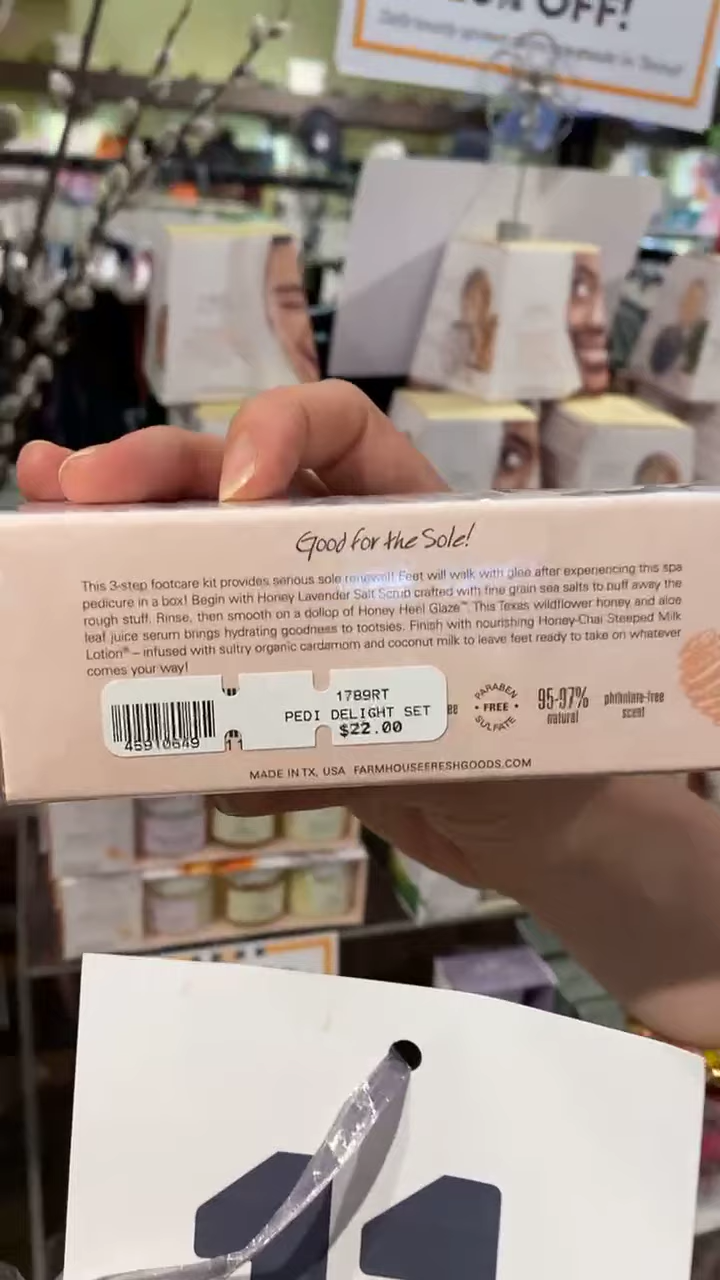 OFF!
Good for the Sole!
This 3-step footcare kit provides serious sole renewal! Feet will walk with glee after experiencing this spa
pedicure in a box! Begin with Honey Lavender Salt Scrub crafted with fine grain sea salts to buff away the
rough stuff. Rinse, then smooth on a dollop of Honey Heel Glaze™. This Texas wildflower honey and aloe
leaf juice serum brings hydrating goodness to tootsies. Finish with nourishing Honey-Chai Steeped Milk
Lotion® – infused with sultry organic cardamom and coconut milk to leave feet ready to take on whatever
comes your way!
1789RT
PEDI DELIGHT SET
$22.00
45910649
11
PARABEN
• FREE •
SULFATE
95-97%
natural
phthalate-free
scent
MADE IN TX, USA FARMHOUSEFRESHGOODS.COM